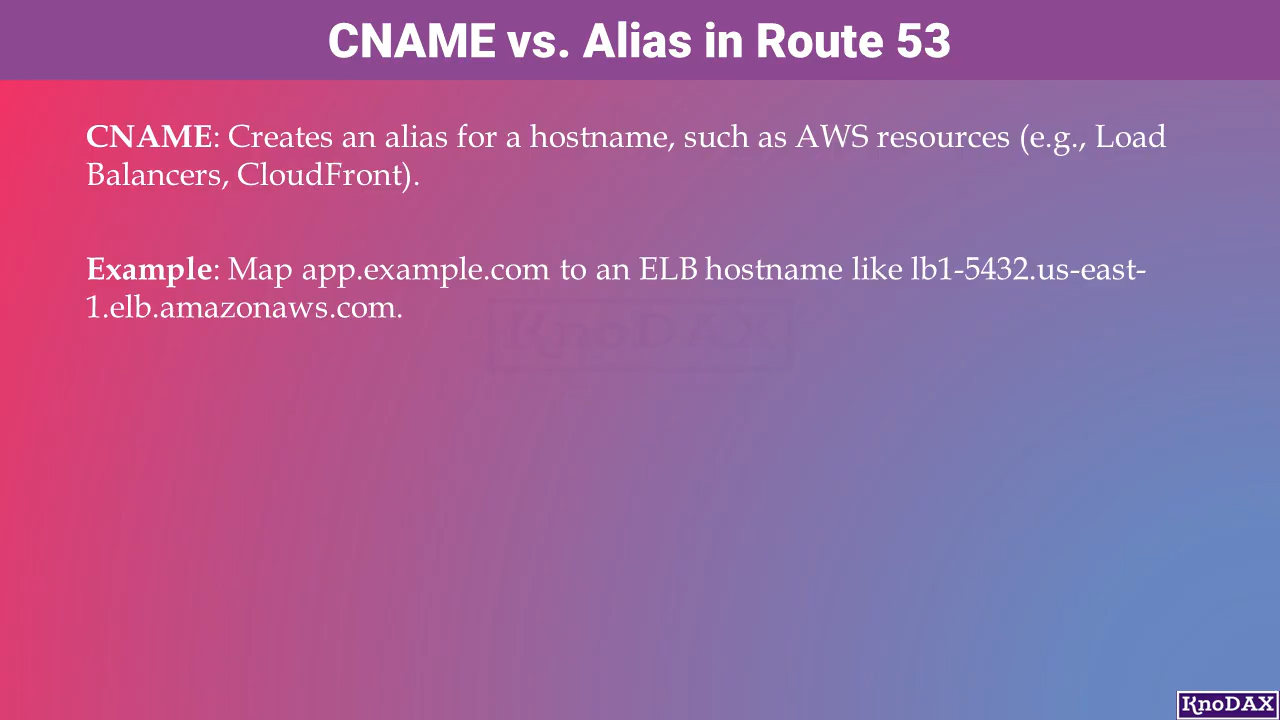 CNAME vs. Alias in Route 53
CNAME: Creates an alias for a hostname, such as AWS resources (e.g., Load
Balancers, CloudFront).
Example: Map app.example.com to an ELB hostname like lb1-5432.us-east-
1.elb.amazonaws.com.
KnoDAX
KnoDAX